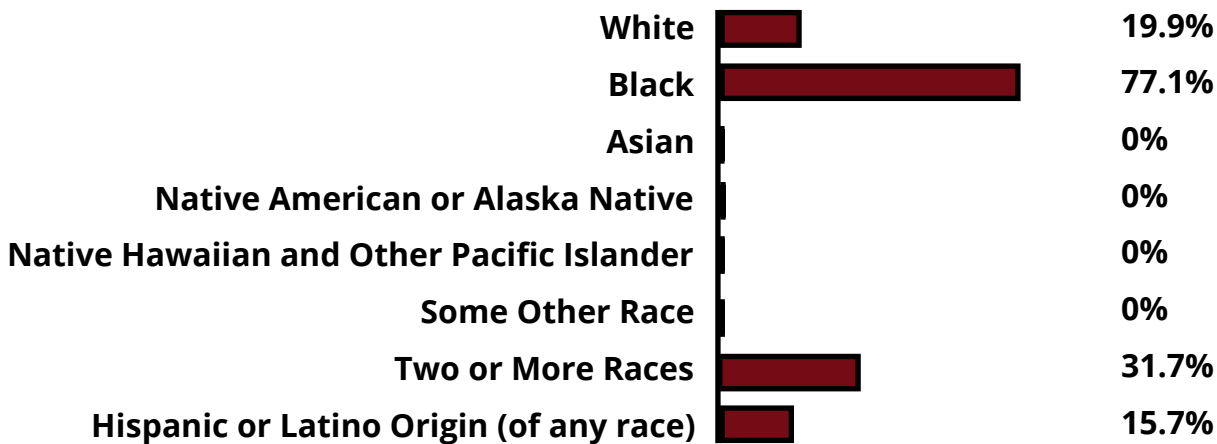 White 19.9%
Black 77.1%
Asian 0%
Native American or Alaska Native 0%
Native Hawaiian and Other Pacific Islander 0%
Some Other Race 0%
Two or More Races 31.7%
Hispanic or Latino Origin (of any race) 15.7%